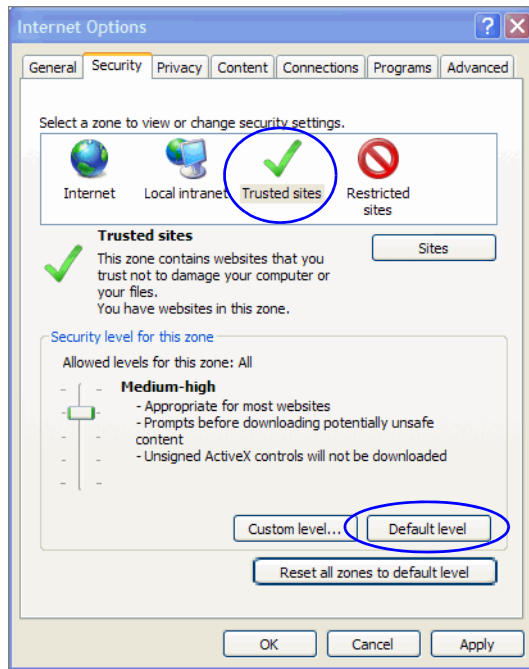 Internet Options
General Security Privacy Content Connections Programs Advanced
Select a zone to view or change security settings.
Internet Local intranet Trusted sites Restricted
sites
Trusted sites
Sites
This zone contains websites that you
trust not to damage your computer or
your files.
You have websites in this zone.
Security level for this zone
Allowed levels for this zone: All
Medium-high
- Appropriate for most websites
- Prompts before downloading potentially unsafe
content
- Unsigned ActiveX controls will not be downloaded
Custom level... Default level
Reset all zones to default level
OK Cancel Apply